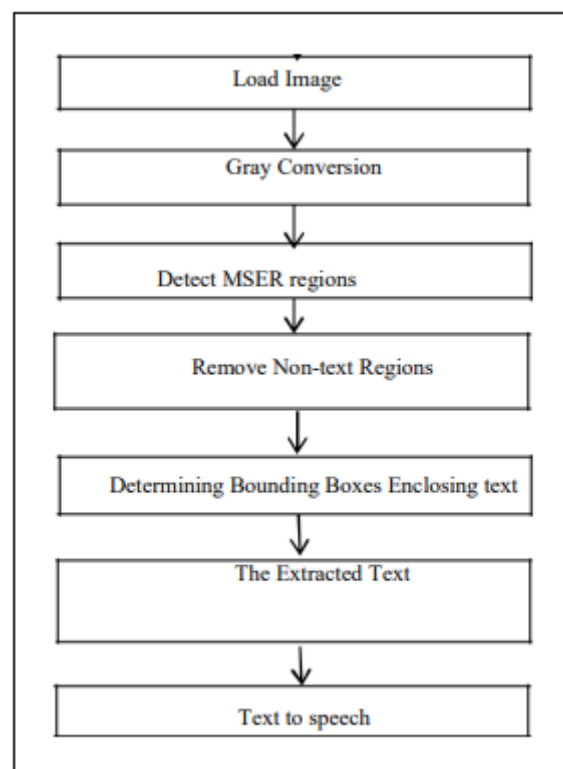 Load Image
Gray Conversion
Detect MSER regions
Remove Non-text Regions
Determining Bounding Boxes Enclosing text
The Extracted Text
Text to speech